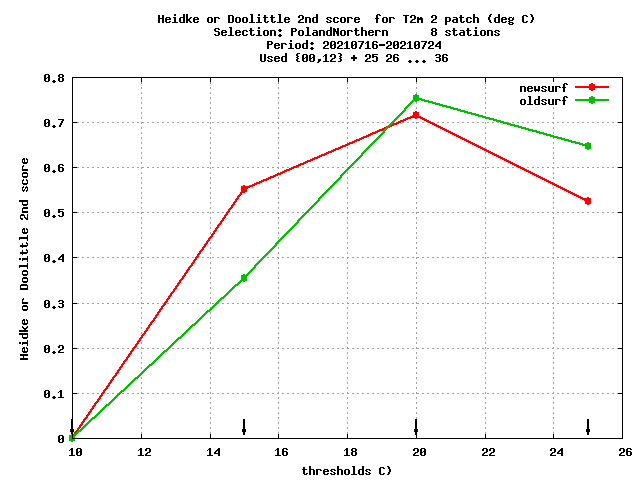 Heidke or Doolittle 2nd score  for T2m 2 patch (deg C)
Selection: PolandNorthern      8 stations
Period: 20210716-20210724
Used {00,12} + 25 26 ... 36
newsurf
oldsurf
Heidke or Doolittle 2nd score
0.8
0.7
0.6
0.5
0.4
0.3
0.2
0.1
0
10 12 14 16 18 20 22 24 26
thresholds C)